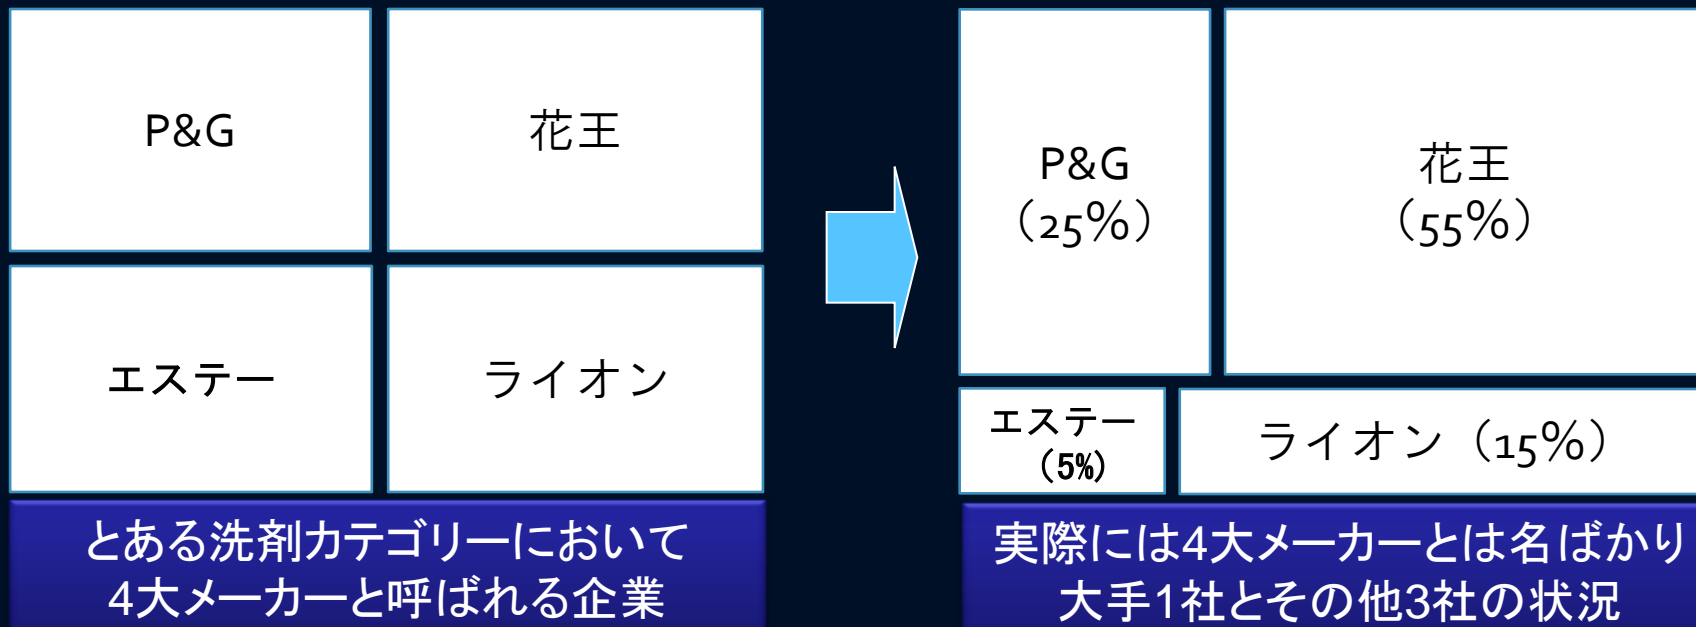 P&G
花王
エステー
ライオン
とある洗剤カテゴリーにおいて
4大メーカーと呼ばれる企業
P&G
（25％）
花王
（55％）
エステー
（5%）
ライオン（15％）
実際には4大メーカーとは名ばかり
大手1社とその他3社の状況